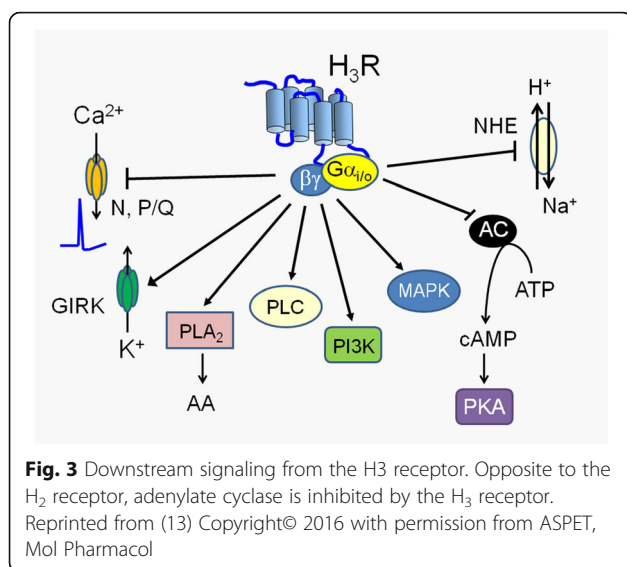 H₃R
H⁺
Ca²⁺
NHE
Gαi/o
βγ
N, P/Q
Na⁺
AC
GIRK
MAPK
ATP
PLC
PLA₂
PI3K
cAMP
K⁺
AA
PKA
Fig. 3 Downstream signaling from the H3 receptor. Opposite to the
H₂ receptor, adenylate cyclase is inhibited by the H₃ receptor.
Reprinted from (13) Copyright© 2016 with permission from ASPET,
Mol Pharmacol